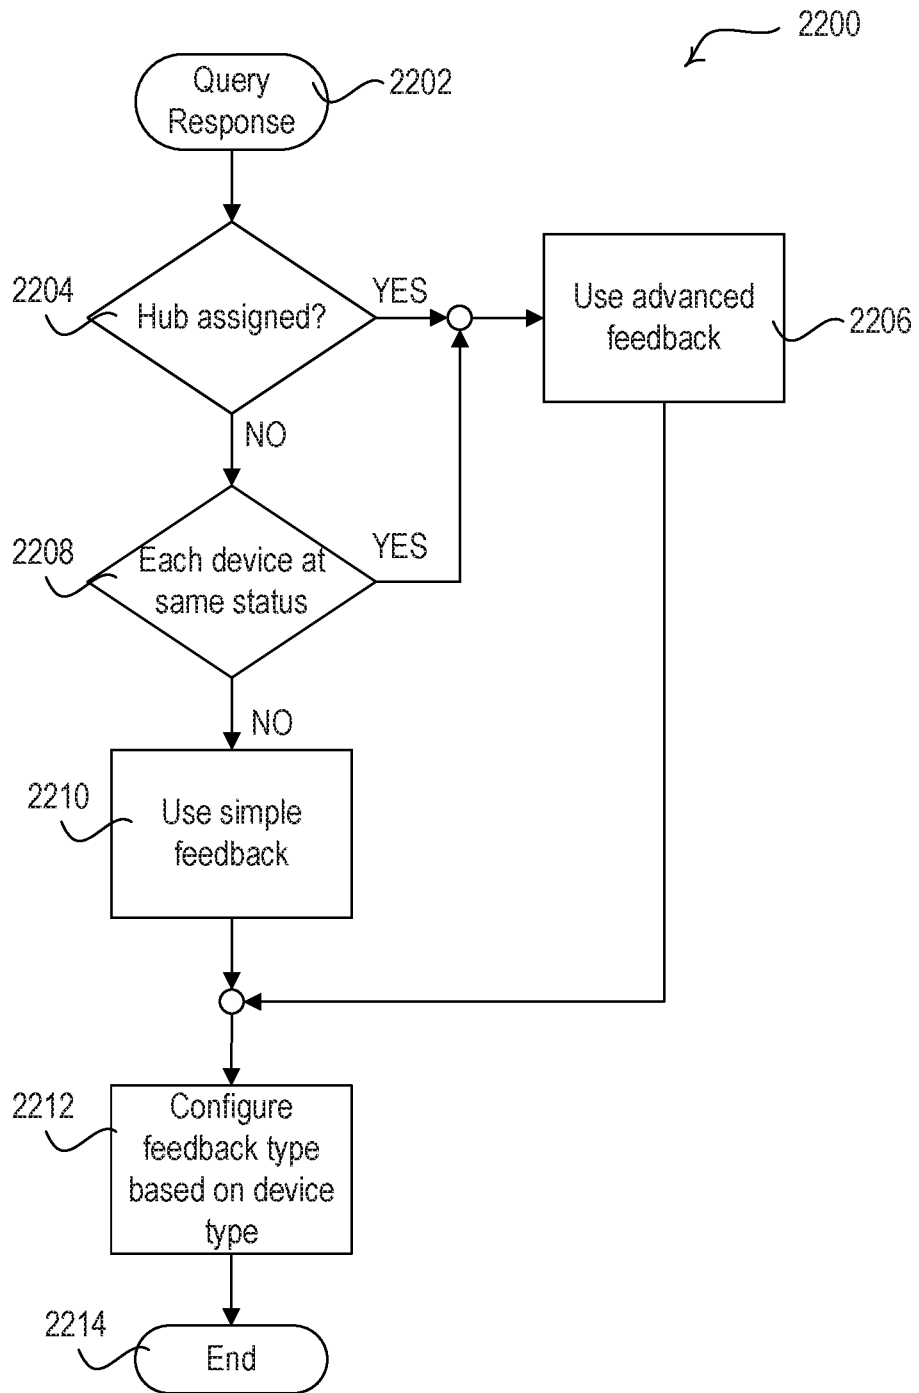 2200
Query
Response
2202
2204
Hub assigned?
YES
Use advanced
feedback
2206
NO
2208
Each device at
same status
YES
NO
2210
Use simple
feedback
2212
Configure
feedback type
based on device
type
2214
End